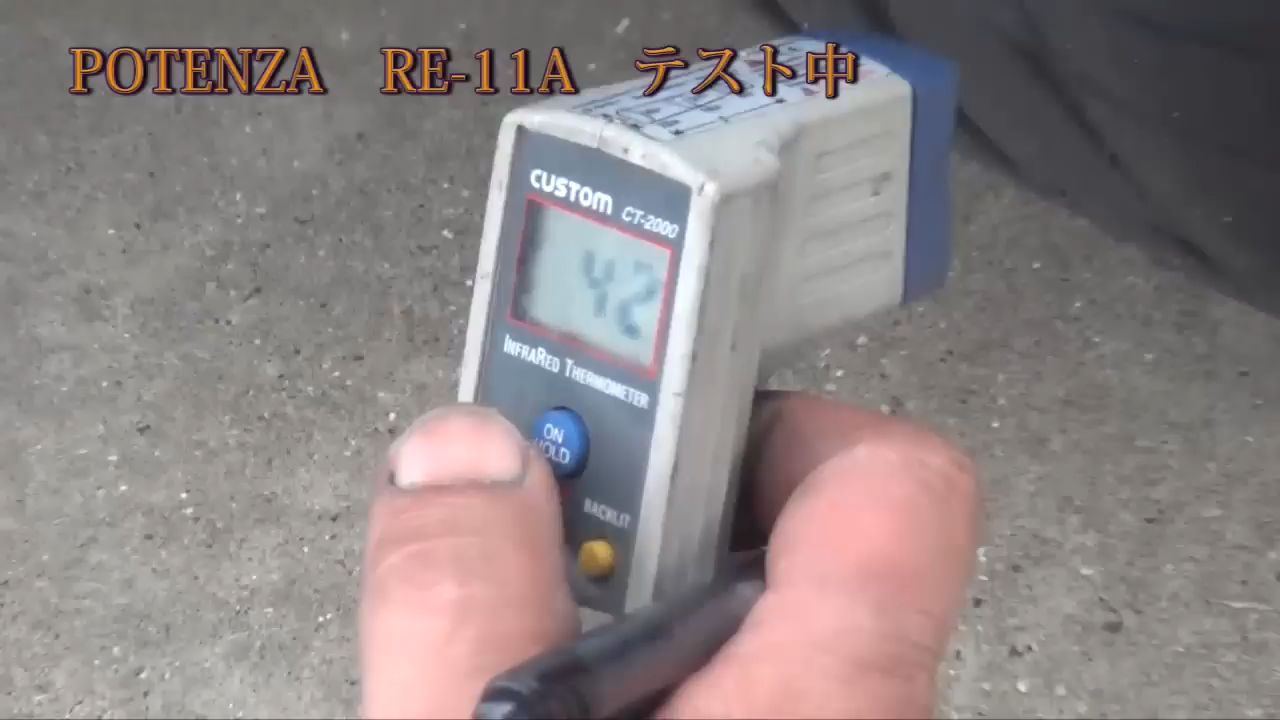 POTENZA RE-11A テスト中
CUSTOM CT-2000
42
INFRARED THERMOMETER
ON
HOLD
BACKLIT